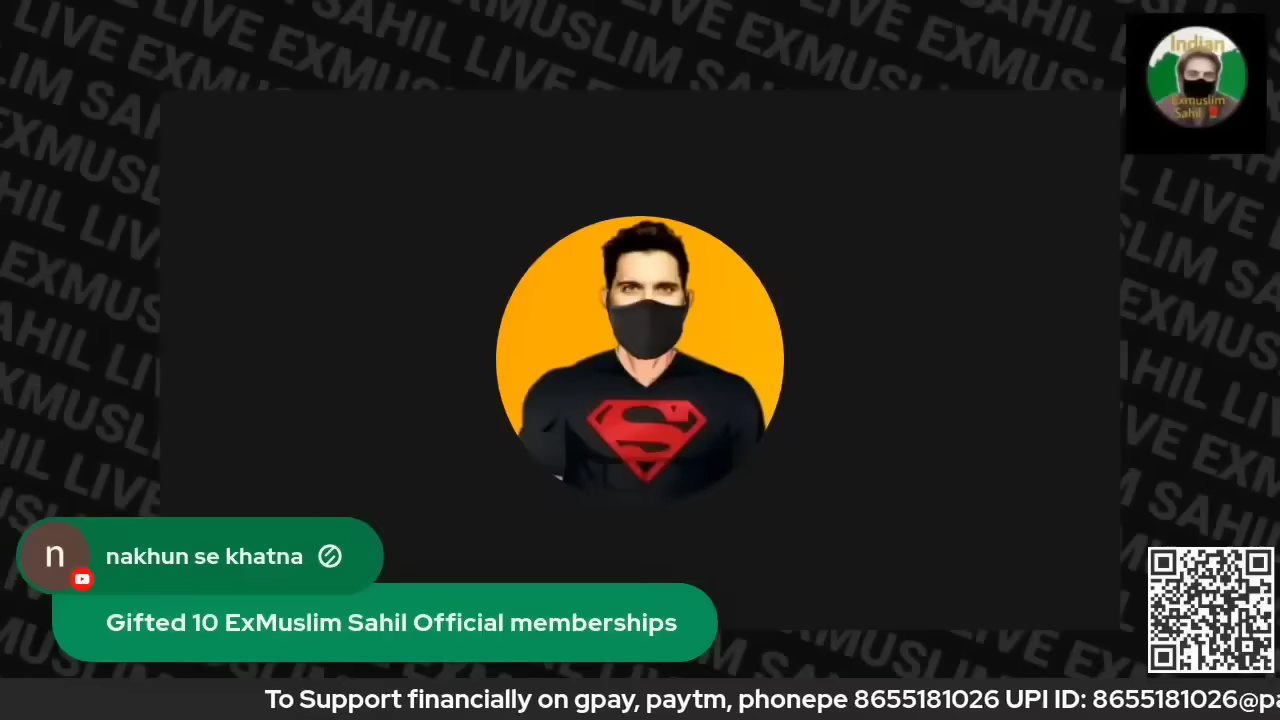 Indian
Exmuslim
Sahil
n
nakhun se khatna
Gifted 10 ExMuslim Sahil Official memberships
To Support financially on gpay, paytm, phonepe 8655181026 UPI ID: 8655181026@pa